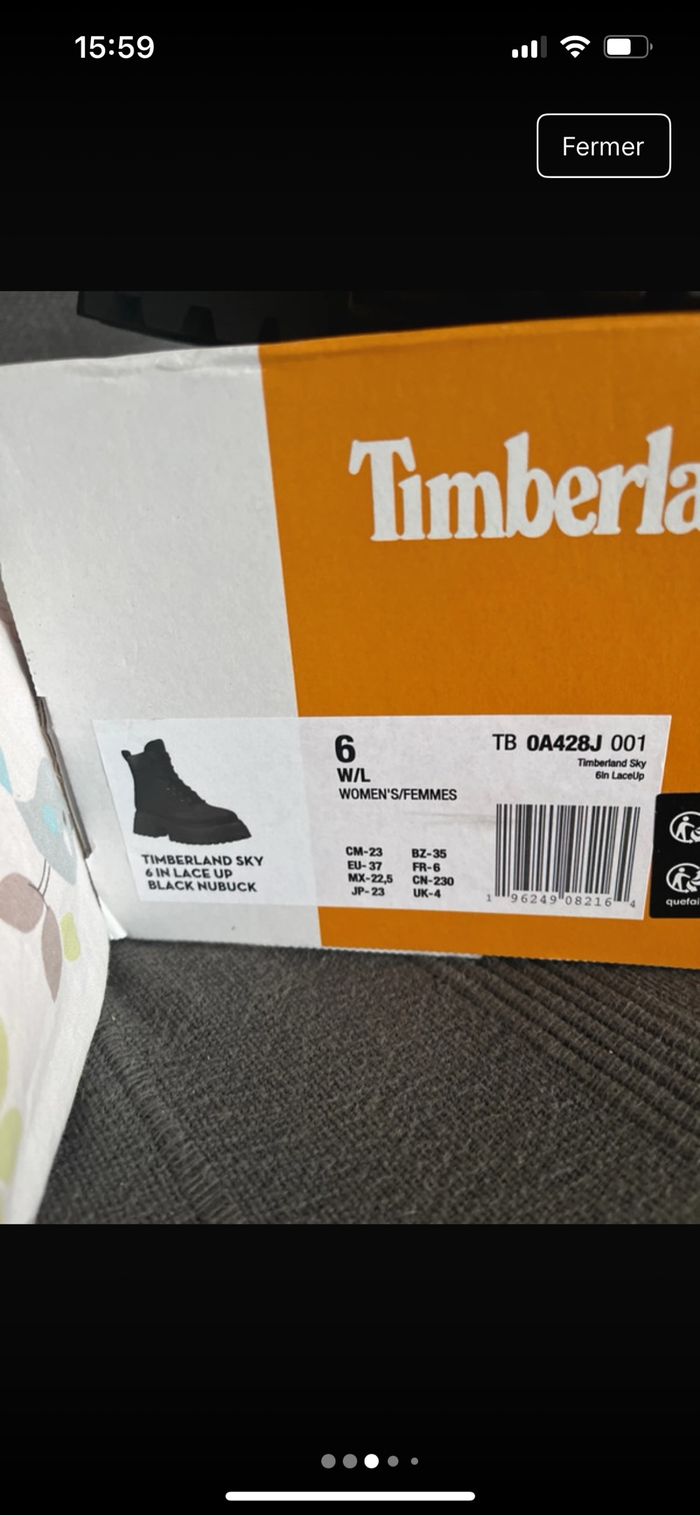 15:59
Fermer
Timberla
6
W/L
WOMEN'S/FEMMES
TB 0A428J 001
Timberland Sky
6In LaceUp
TIMBERLAND SKY
6 IN LACE UP
BLACK NUBUCK
CM-23 BZ-35
EU-37 FR-6
MX-22,5 CN-230
JP-23 UK-4
1 96249 08216 4
quefai